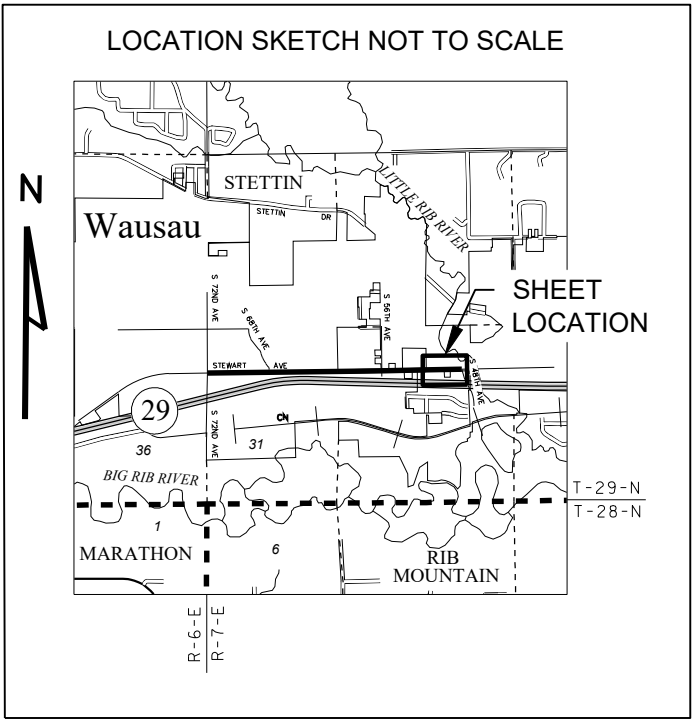 LOCATION SKETCH NOT TO SCALE
N
STETTIN
STETTIN DR
LITTLE RIB RIVER
Wausau
S 72ND AVE
S 68TH AVE
S 56TH AVE
SHEET
LOCATION
STEWART AVE
S 48TH AVE
29
S 72ND AVE
CN
36
31
BIG RIB RIVER
T-29-N
T-28-N
1
6
MARATHON
RIB
MOUNTAIN
R-6-E
R-7-E